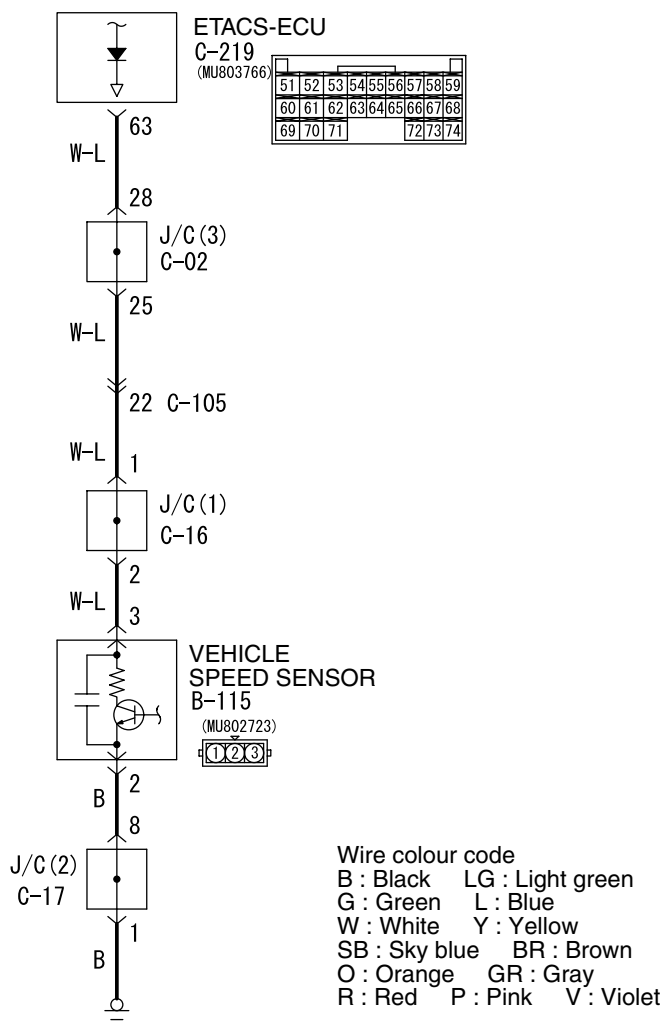 ETACS-ECU
C-219
(MU803766)
51 52 53 54 55 56 57 58 59
60 61 62 63 64 65 66 67 68
69 70 71 72 73 74
63
W-L
28
J/C(3)
C-02
25
W-L
22 C-105
W-L
1
J/C(1)
C-16
2
W-L
3
VEHICLE
SPEED SENSOR
B-115
(MU802723)
1 2 3
2
B
8
J/C(2)
C-17
1
B
Wire colour code
B : Black LG : Light green
G : Green L : Blue
W : White Y : Yellow
SB : Sky blue BR : Brown
O : Orange GR : Gray
R : Red P : Pink V : Violet